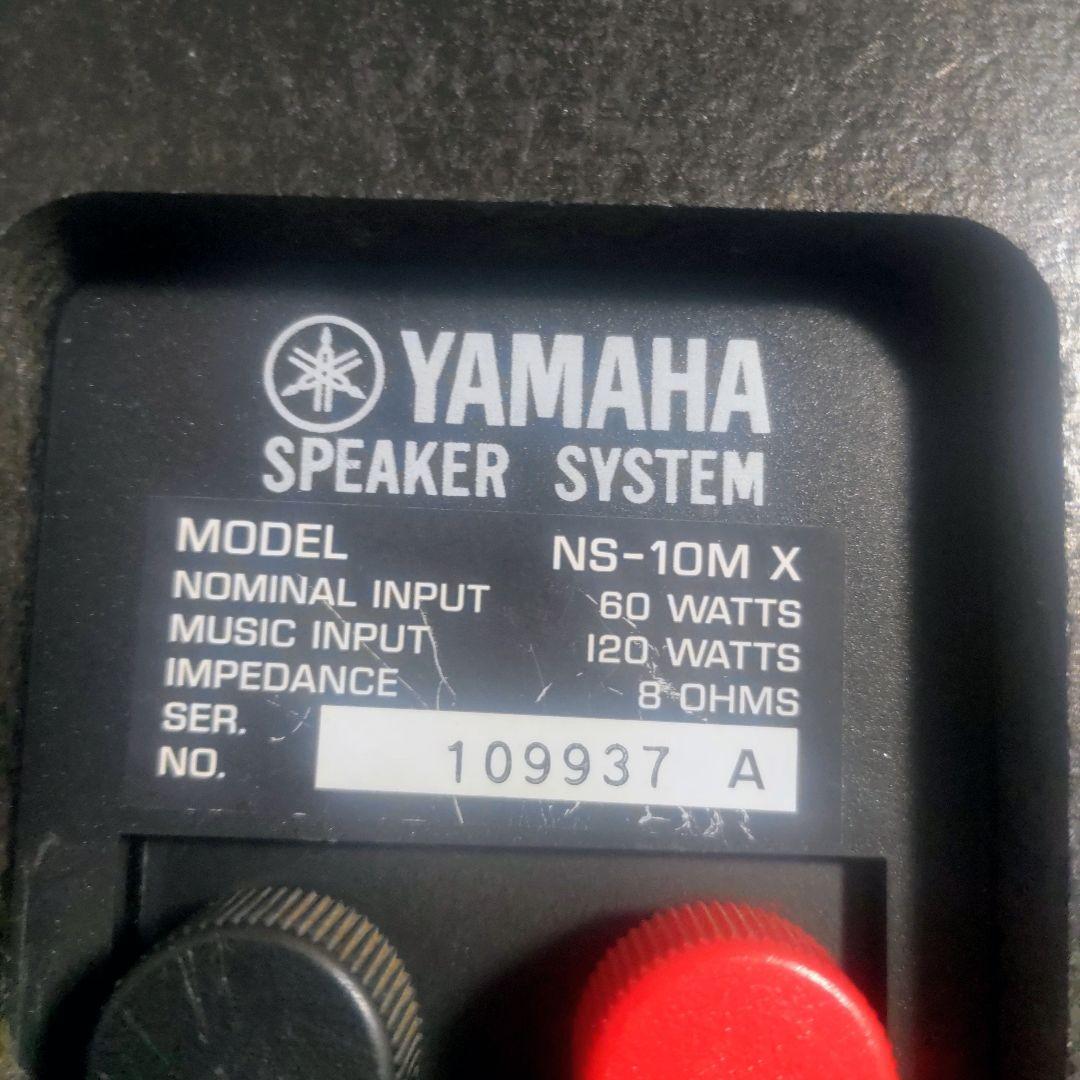 YAMAHA
SPEAKER SYSTEM
MODEL NS-10M X
NOMINAL INPUT 60 WATTS
MUSIC INPUT 120 WATTS
IMPEDANCE 8 OHMS
SER.
NO. 109937 A